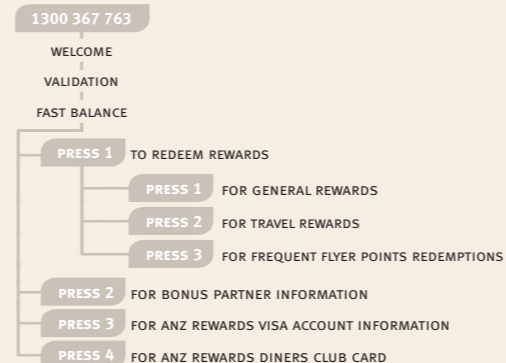 1300 367 763
WELCOME
VALIDATION
FAST BALANCE
PRESS 1 TO REDEEM REWARDS
PRESS 1 FOR GENERAL REWARDS
PRESS 2 FOR TRAVEL REWARDS
PRESS 3 FOR FREQUENT FLYER POINTS REDEMPTIONS
PRESS 2 FOR BONUS PARTNER INFORMATION
PRESS 3 FOR ANZ REWARDS VISA ACCOUNT INFORMATION
PRESS 4 FOR ANZ REWARDS DINERS CLUB CARD